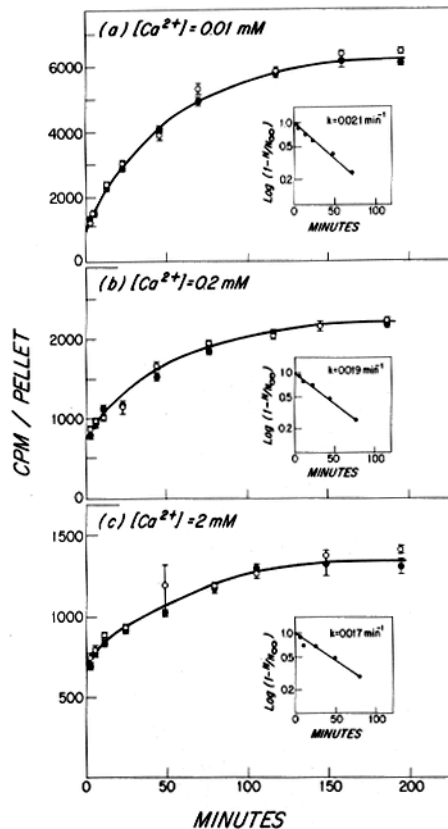 (a) [Ca²⁺] = 0.01 mM
6000
4000
2000
0
k=0.021 min⁻¹
Log (1-N/N∞)
1.0
0.5
0.2
0
50
100
MINUTES
(b) [Ca²⁺] = 0.2 mM
2000
1000
0
k=0.019 min⁻¹
Log (1-N/N∞)
1.0
0.5
0.2
0
50
100
MINUTES
(c) [Ca²⁺] = 2 mM
1500
1000
500
k=0.017 min⁻¹
Log (1-N/N∞)
1.0
0.5
0.2
0
50
100
MINUTES
0
50
100
150
200
MINUTES
CPM / PELLET